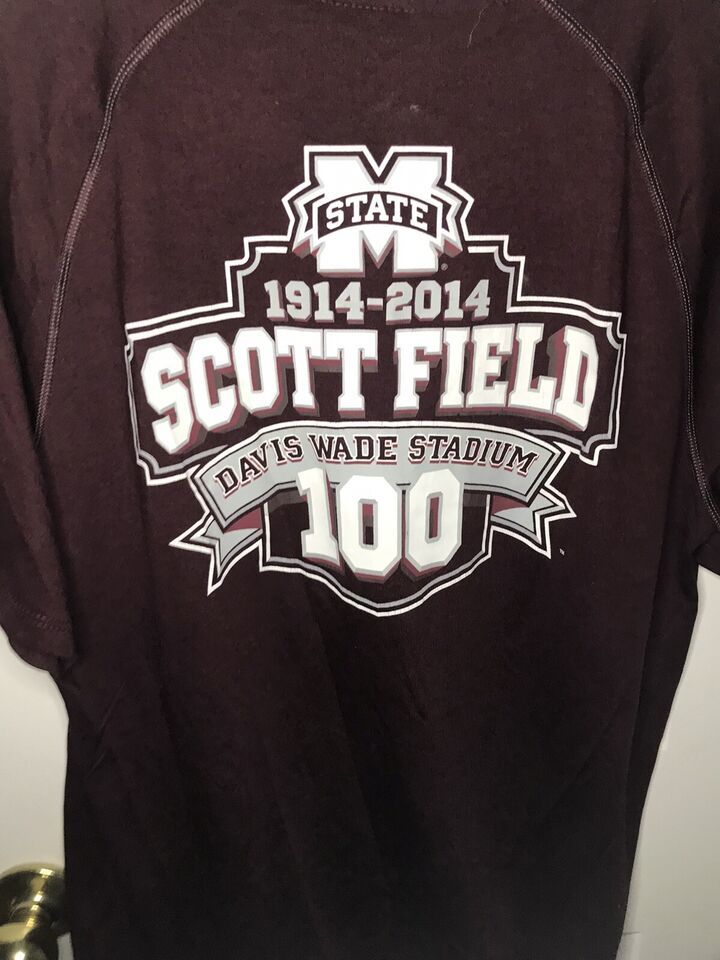 M
STATE
®
1914-2014
SCOTT FIELD
DAVIS WADE STADIUM
100